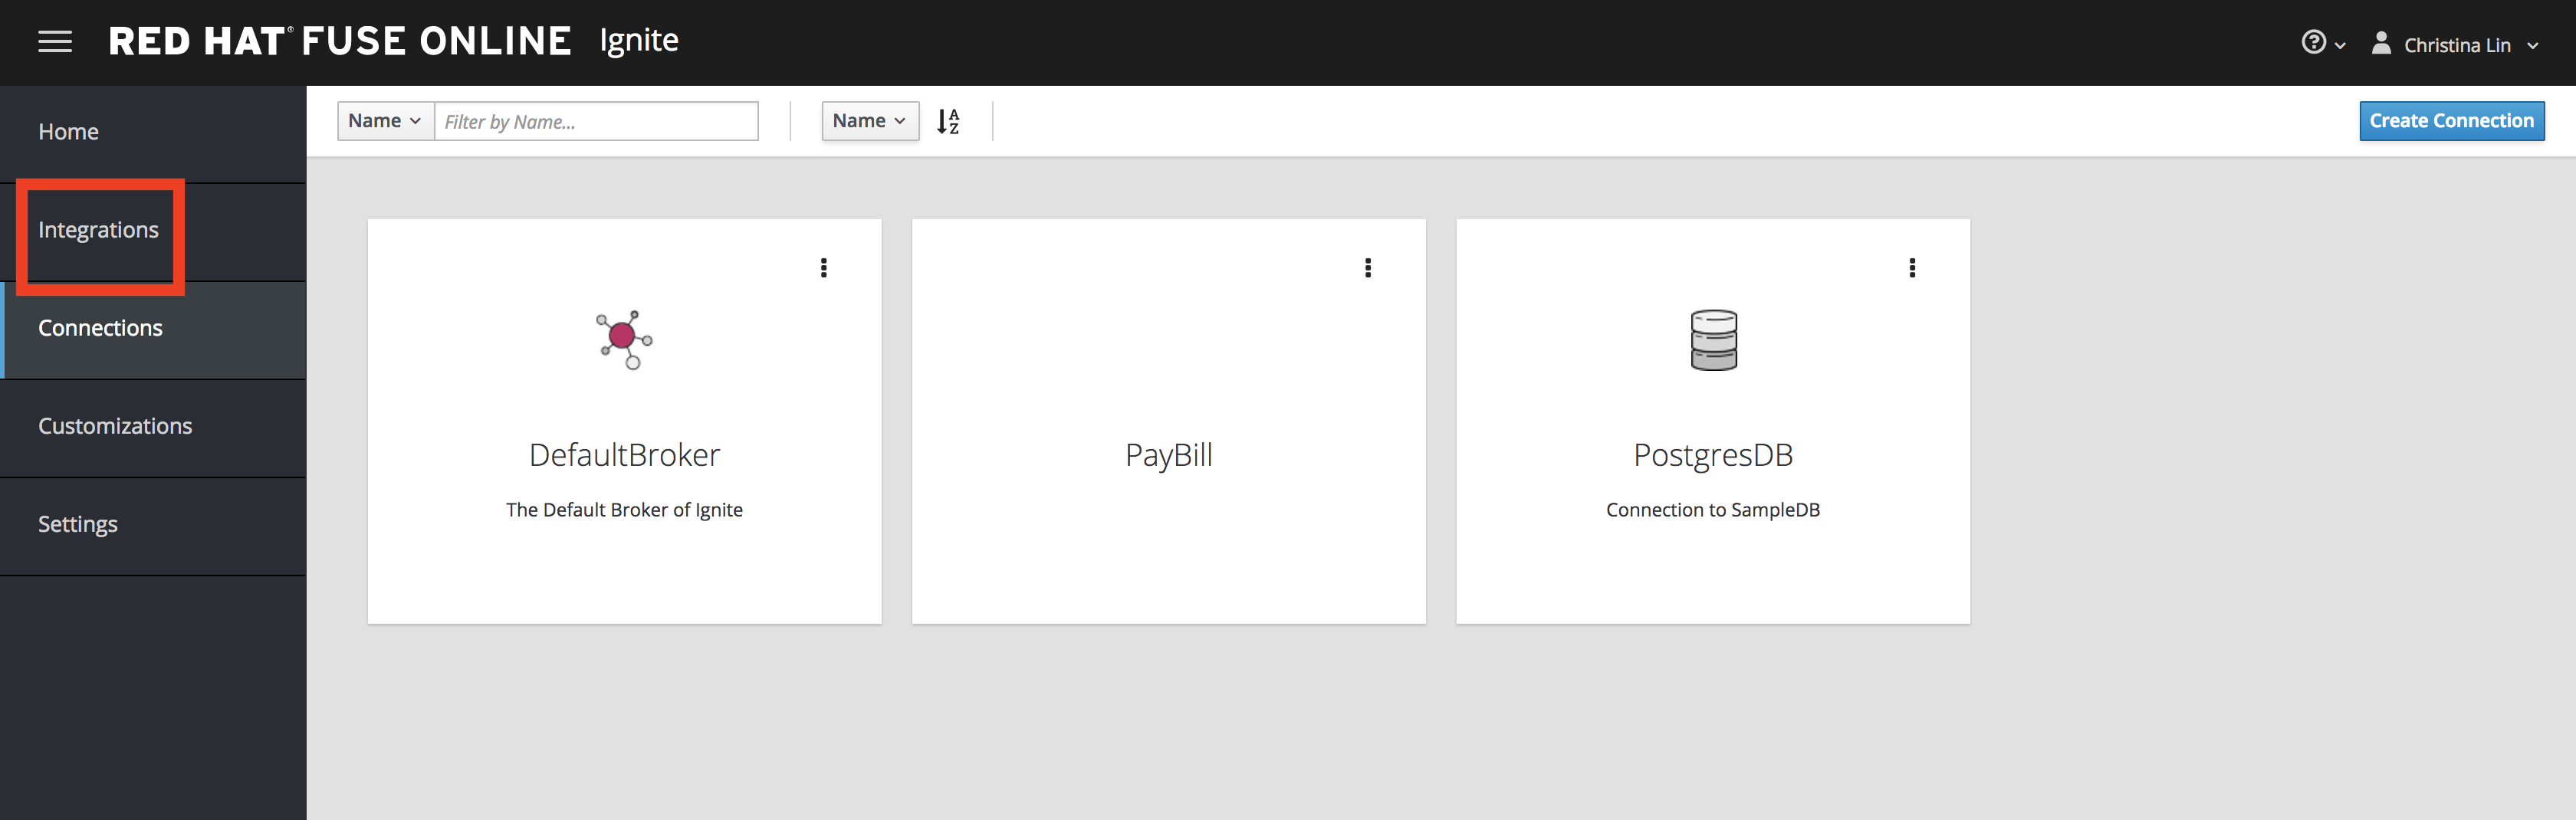 RED HAT® FUSE ONLINE Ignite
Christina Lin
Home
Integrations
Connections
Customizations
Settings
Name Filter by Name... Name A Z Create Connection
DefaultBroker
The Default Broker of Ignite
PayBill
PostgresDB
Connection to SampleDB